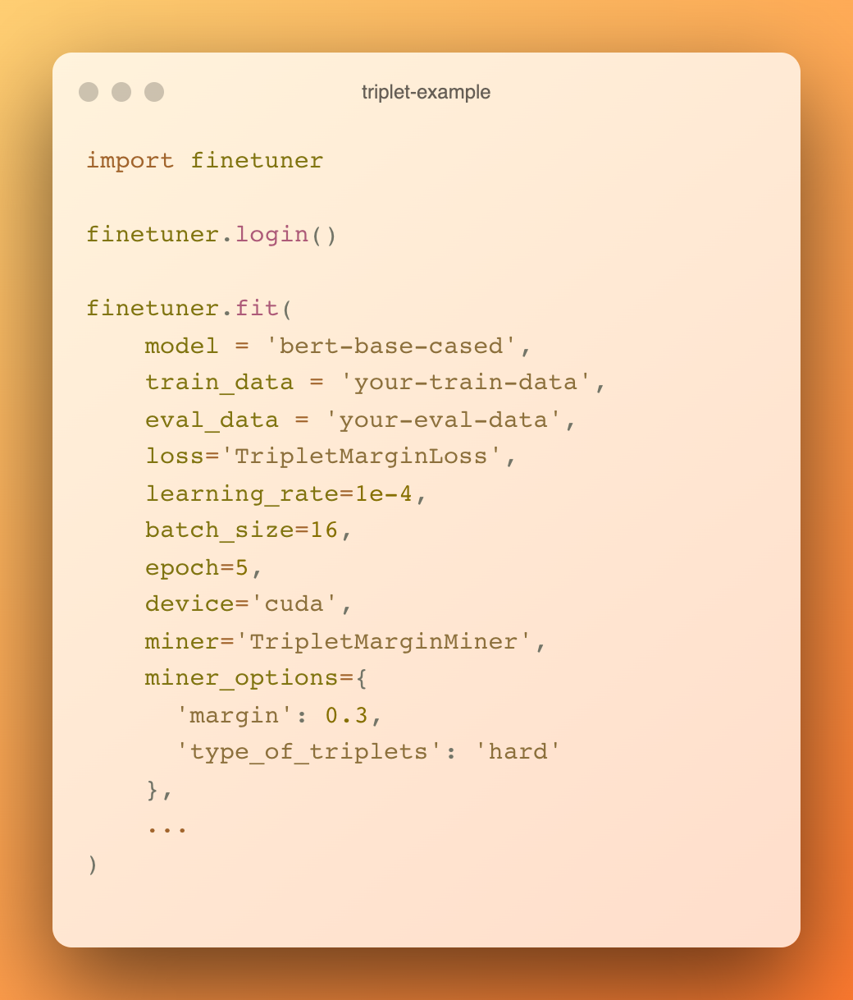 triplet-example
import finetuner
finetuner.login()
finetuner.fit(
    model = 'bert-base-cased',
    train_data = 'your-train-data',
    eval_data = 'your-eval-data',
    loss='TripletMarginLoss',
    learning_rate=1e-4,
    batch_size=16,
    epoch=5,
    device='cuda',
    miner='TripletMarginMiner',
    miner_options={
      'margin': 0.3,
      'type_of_triplets': 'hard'
    },
    ...
)